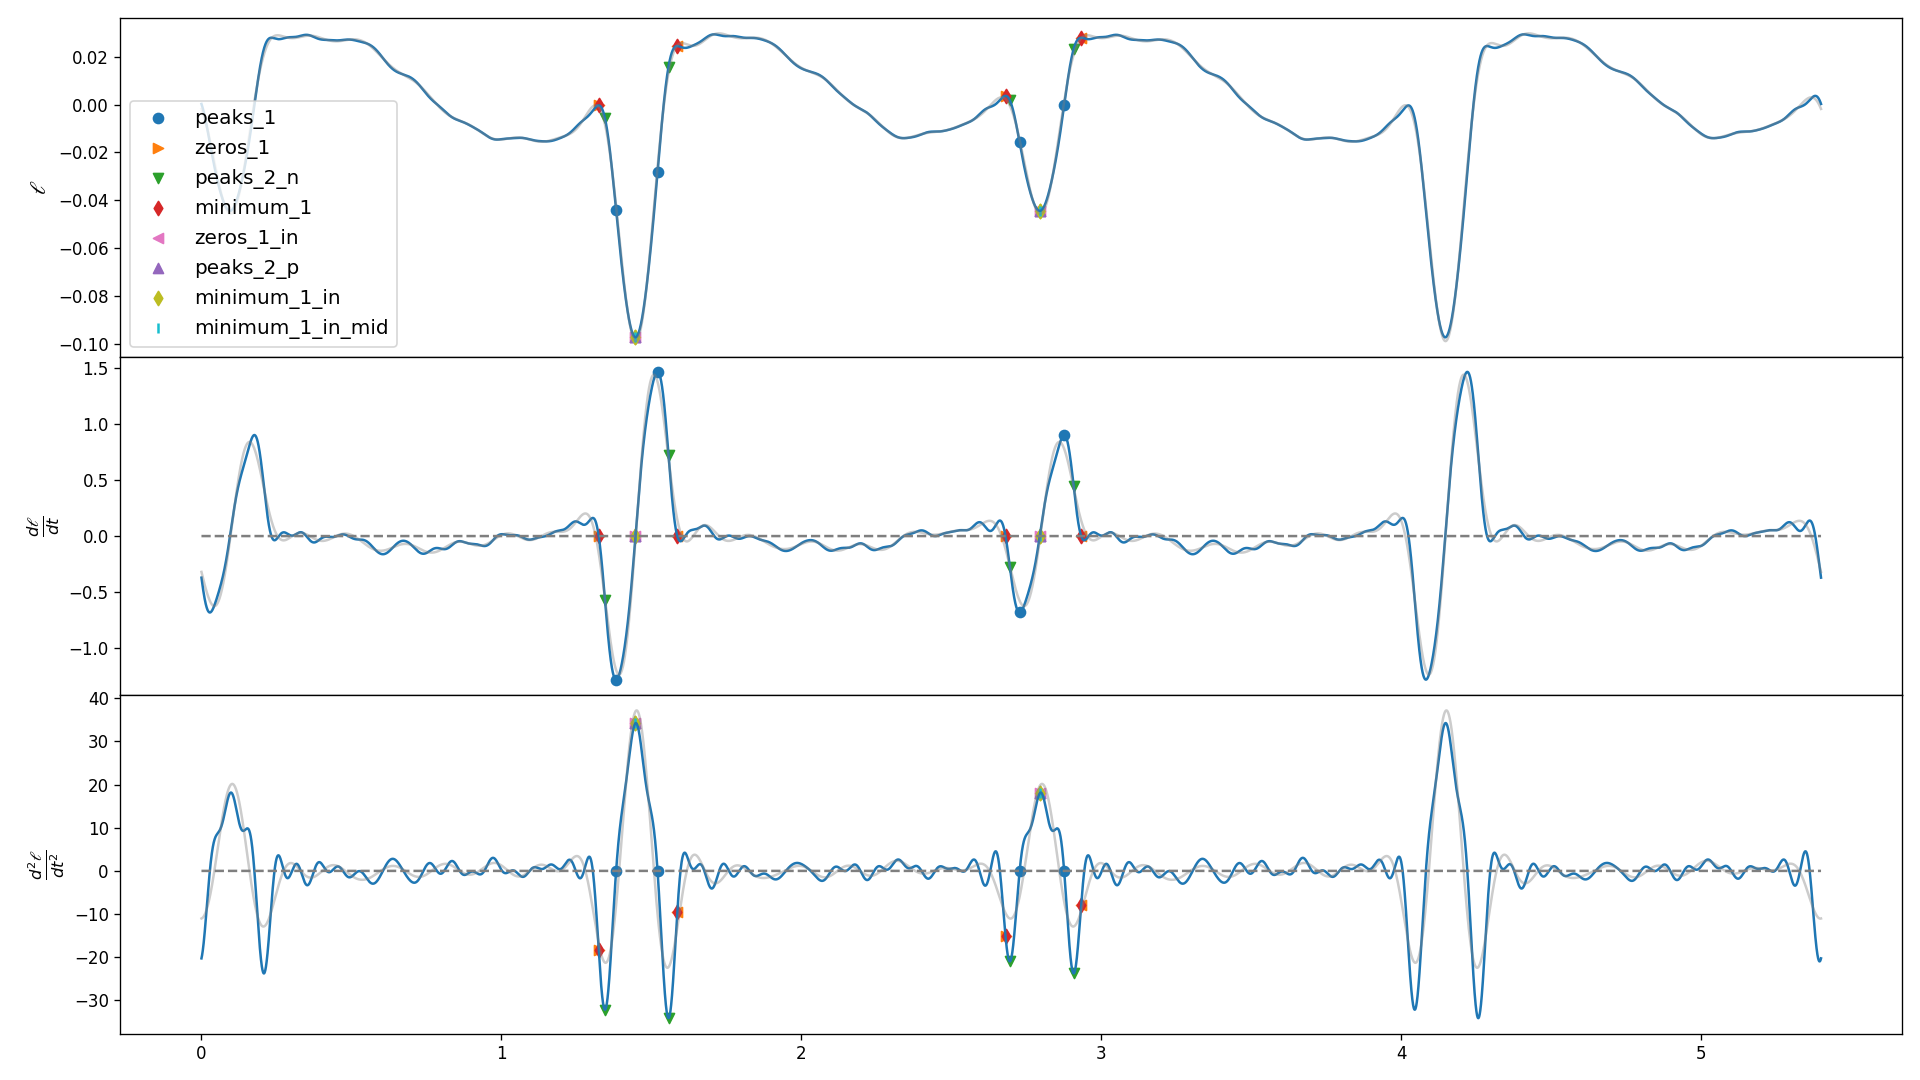 0.02
0.00
−0.02
−0.04
−0.06
−0.08
−0.10
ℓ
peaks_1
zeros_1
peaks_2_n
minimum_1
zeros_1_in
peaks_2_p
minimum_1_in
minimum_1_in_mid
1.5
1.0
0.5
0.0
−0.5
−1.0
dℓ/dt
40
30
20
10
0
−10
−20
−30
d²ℓ/dt²
0 1 2 3 4 5